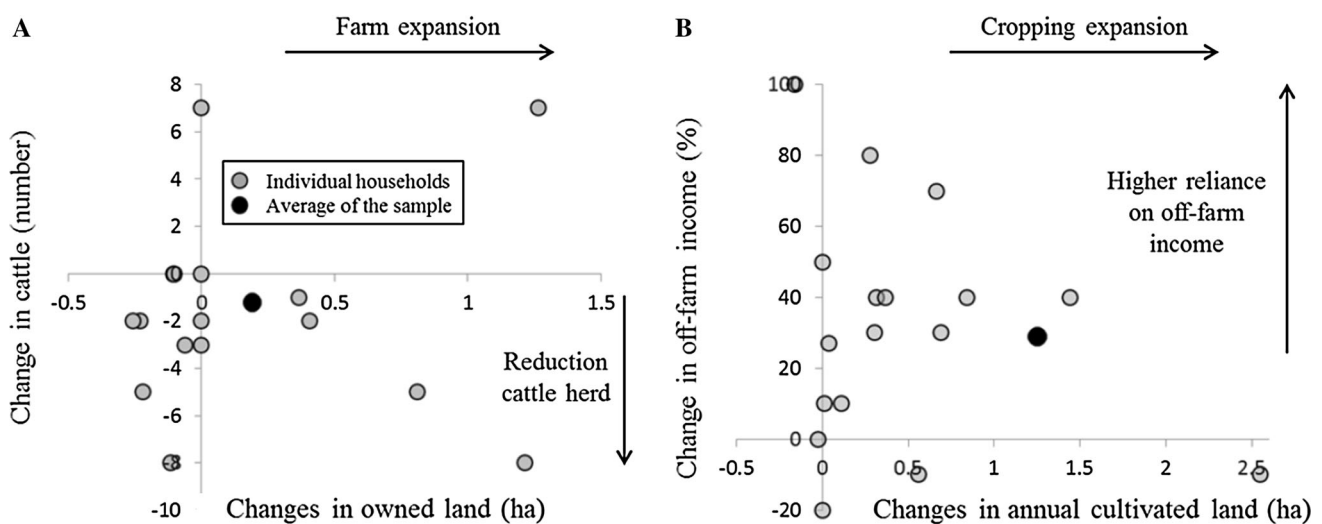 A
Farm expansion
Change in cattle (number)
8
6
4
2
0
-2
-4
-6
-8
-10
-0.5
0
0.5
1
1.5
Individual households
Average of the sample
Reduction
cattle herd
Changes in owned land (ha)
B
Cropping expansion
Change in off-farm income (%)
100
80
60
40
20
0
-20
-0.5
0
0.5
1
1.5
2
2.5
Higher reliance
on off-farm
income
Changes in annual cultivated land (ha)